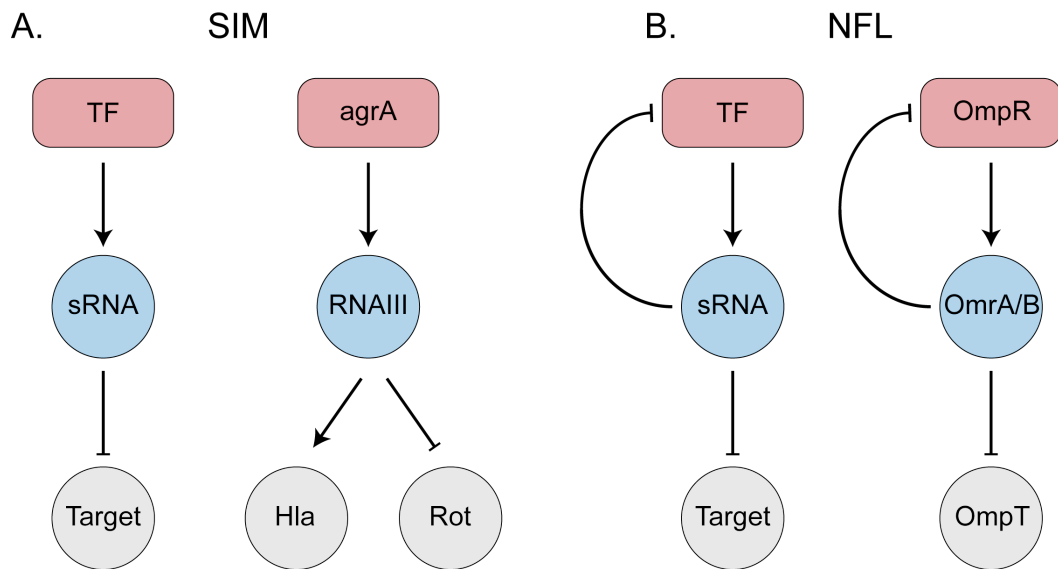 A. SIM B. NFL
TF agrA TF OmpR
sRNA RNAIII sRNA OmrA/B
Target Hla Rot Target OmpT